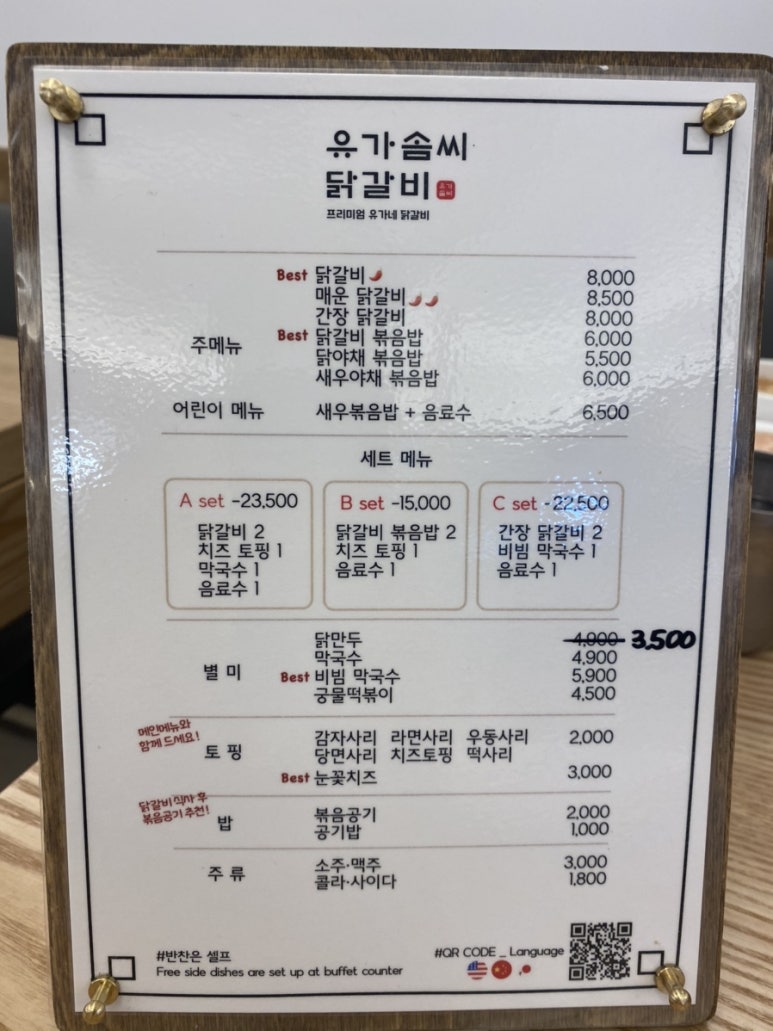 유가솜씨
닭갈비 유가솜씨
프리미엄 유가네 닭갈비
주메뉴
Best 닭갈비 8,000
매운 닭갈비 8,500
간장 닭갈비 8,000
Best 닭갈비 볶음밥 6,000
닭야채 볶음밥 5,500
새우야채 볶음밥 6,000
어린이 메뉴 새우볶음밥 + 음료수 6,500
세트 메뉴
A set -23,500
닭갈비 2
치즈 토핑 1
막국수 1
음료수 1
B set -15,000
닭갈비 볶음밥 2
치즈 토핑 1
음료수 1
C set -22,500
간장 닭갈비 2
비빔 막국수 1
음료수 1
별미
닭만두 4,900 3,500
막국수 4,900
Best 비빔 막국수 5,900
궁물떡볶이 4,500
메인메뉴와
함께 드세요!
토핑
감자사리 라면사리 우동사리 2,000
당면사리 치즈토핑 떡사리
Best 눈꽃치즈 3,000
닭갈비 식사 후
볶음공기 추천!
밥
볶음공기 2,000
공기밥 1,000
주류
소주·맥주 3,000
콜라·사이다 1,800
#반찬은 셀프
Free side dishes are set up at buffet counter
#QR CODE _ Language